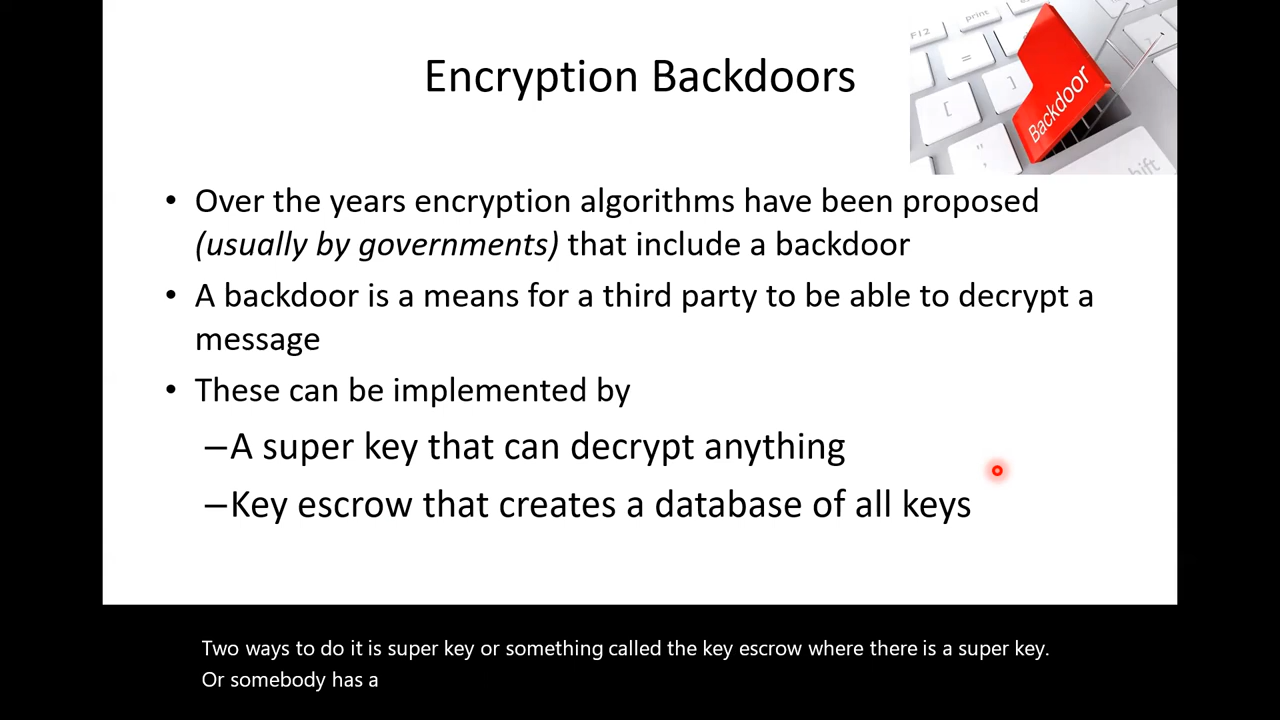 Encryption Backdoors
F12
print
=
[
]
"
Backdoor
shift
• Over the years encryption algorithms have been proposed
(usually by governments) that include a backdoor
• A backdoor is a means for a third party to be able to decrypt a
message
• These can be implemented by
–A super key that can decrypt anything
–Key escrow that creates a database of all keys
Two ways to do it is super key or something called the key escrow where there is a super key.
Or somebody has a